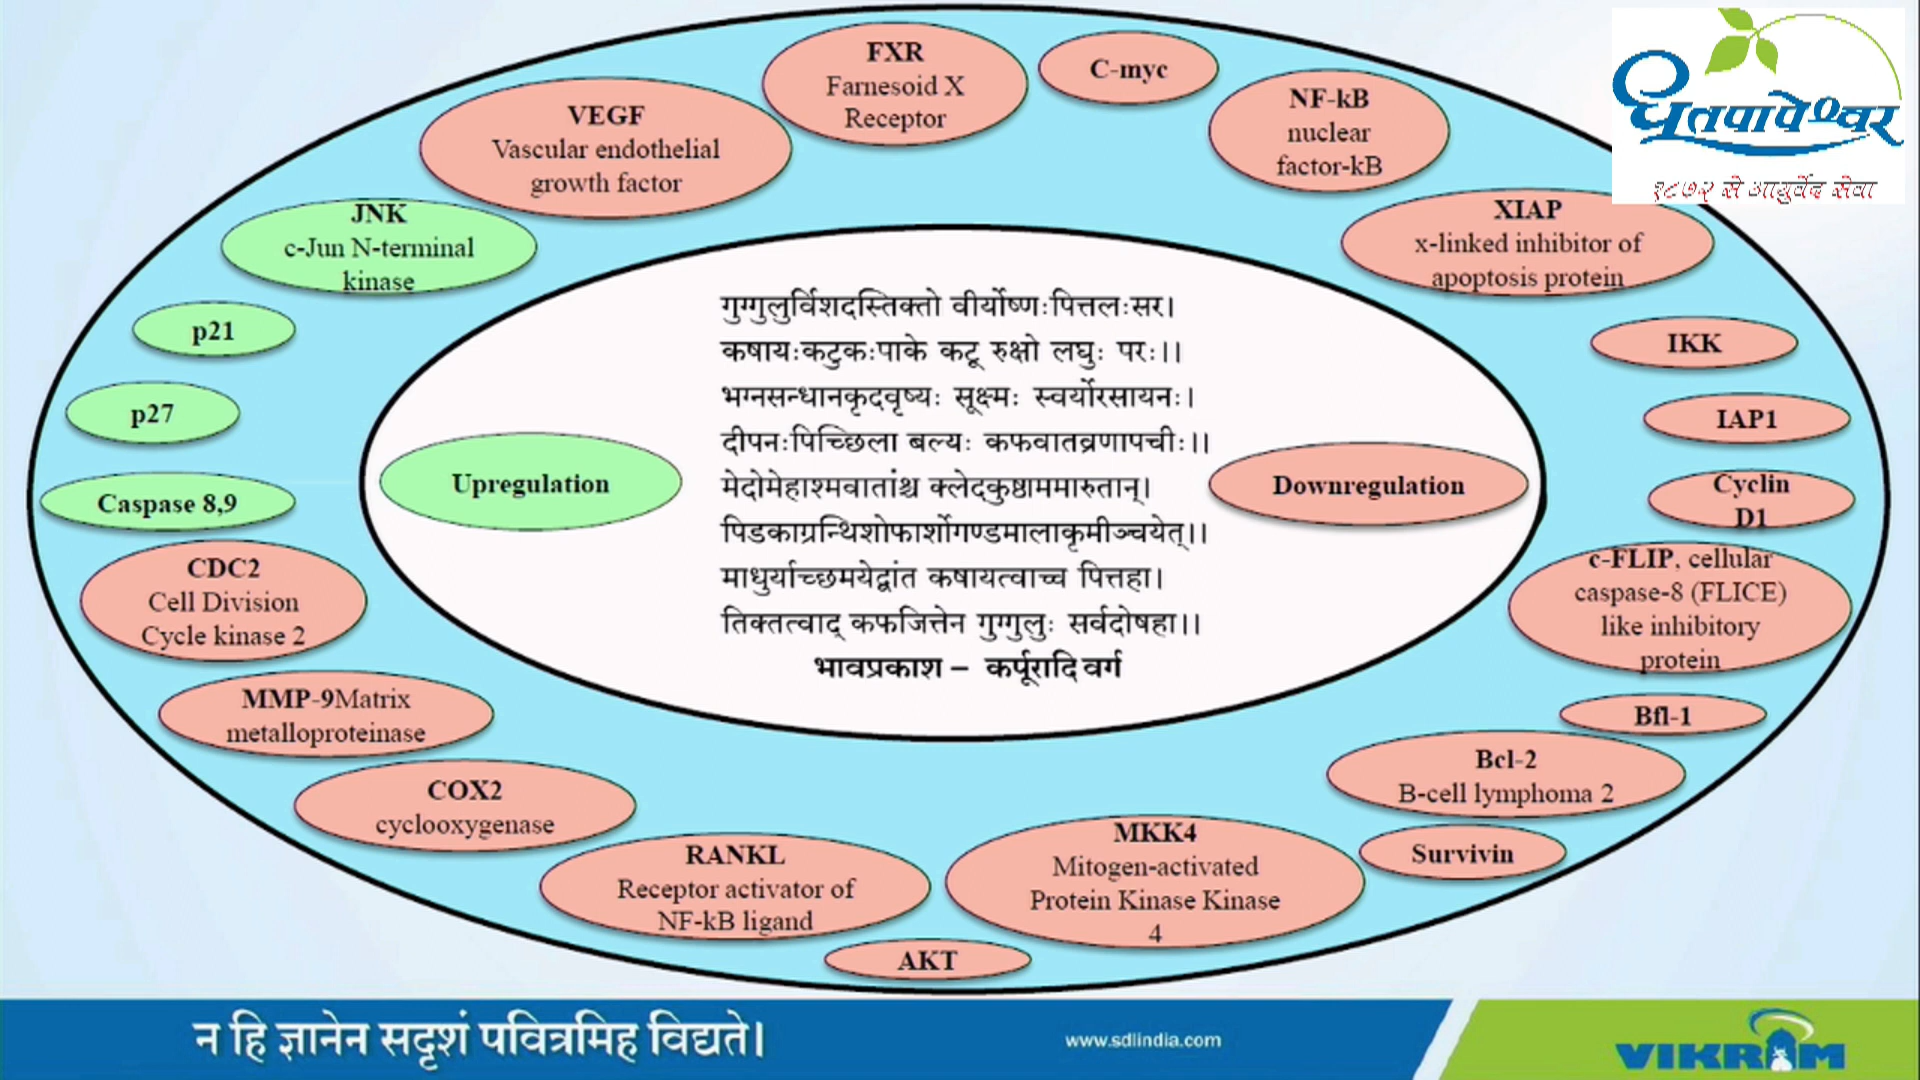 FXR
Farnesoid X
Receptor
C-myc
NF-kB
nuclear
factor-kB
VEGF
Vascular endothelial
growth factor
धूतपापेश्वर
१८७२ से आयुर्वेद सेवा
JNK
c-Jun N-terminal
kinase
XIAP
x-linked inhibitor of
apoptosis protein
p21
IKK
p27
IAP1
Caspase 8,9
Cyclin
D1
Upregulation
Downregulation
गुग्गुलुर्विशदस्तिक्तो वीर्योष्णःपित्तलःसर।
कषायःकटुकःपाके कटू रुक्षो लघुः परः।।
भग्नसन्धानकृदवृष्यः सूक्ष्मः स्वर्योरसायनः।
दीपनःपिच्छिला बल्यः कफवातव्रणापचीः।।
मेदोमेहाश्मवातांश्च क्लेदकुष्ठाममारुतान्।
पिडकाग्रन्थिशोफार्शोगण्डमालाकृमीञ्चयेत्।।
माधुर्याच्छमयेद्वांत कषायत्वाच्च पित्तहा।
तिक्तत्वाद् कफजित्तेन गुग्गुलुः सर्वदोषहा।।
भावप्रकाश – कर्पूरादि वर्ग
CDC2
Cell Division
Cycle kinase 2
c-FLIP, cellular
caspase-8 (FLICE)
like inhibitory
protein
MMP-9Matrix
metalloproteinase
Bfl-1
Bcl-2
B-cell lymphoma 2
COX2
cyclooxygenase
Survivin
RANKL
Receptor activator of
NF-kB ligand
MKK4
Mitogen-activated
Protein Kinase Kinase
4
AKT
न हि ज्ञानेन सदृशं पवित्रमिह विद्यते।
www.sdlindia.com
VIKRAM